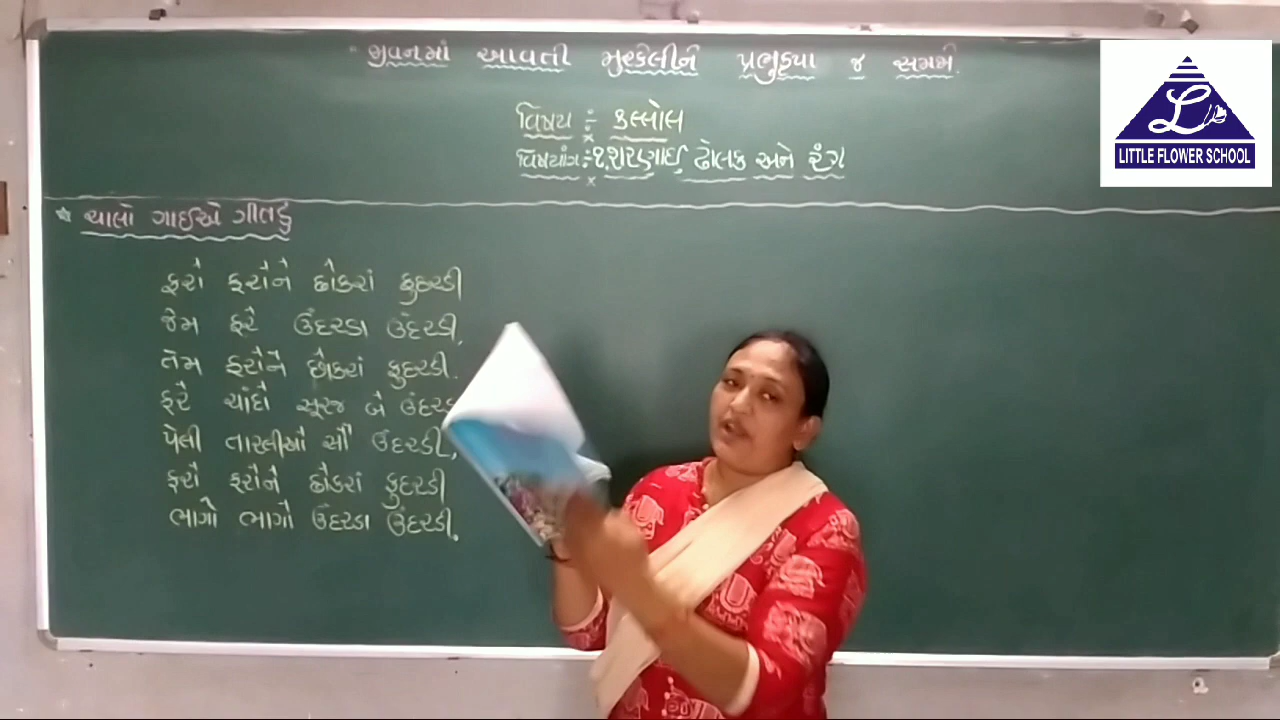 જીવનમાં આવતી મુશ્કેલીને પ્રભુકૃપા જ સમજો.
વિષય :- કલ્લોલ
વિષયાંગ :- ૧.શરણાઈ, ઢોલક અને રંગ
LITTLE FLOWER SCHOOL
* ચાલો ગાઈએ ગીતડું
ફરો ફરોને છોકરાં ફુદરડી
જેમ ફરે ઉંદરડા ઉંદરડી,
તેમ ફરોને છોકરાં ફુદરડી.
ફરે ચાંદો સૂરજ બે
પેલી તારલીયો સૌ ઉંદરડી,
ફરો ફરોને છોકરાં ફુદરડી
ભાગો ભાગો ઉંદરડા ઉંદરડી.